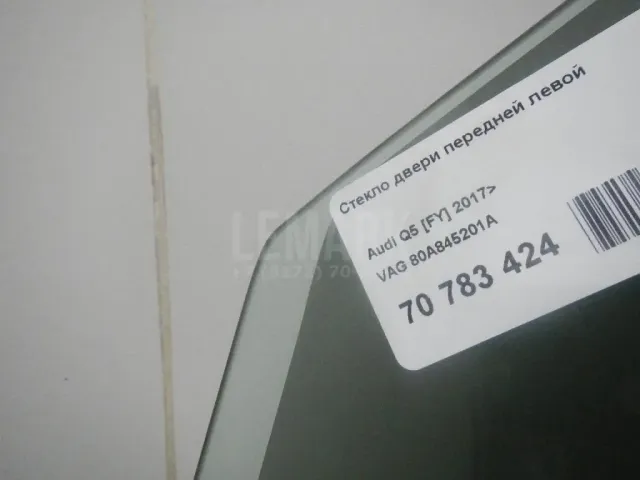 Стекло двери передней левой
Audi Q5 [FY] 2017>
VAG 80A845201A
70 783 424